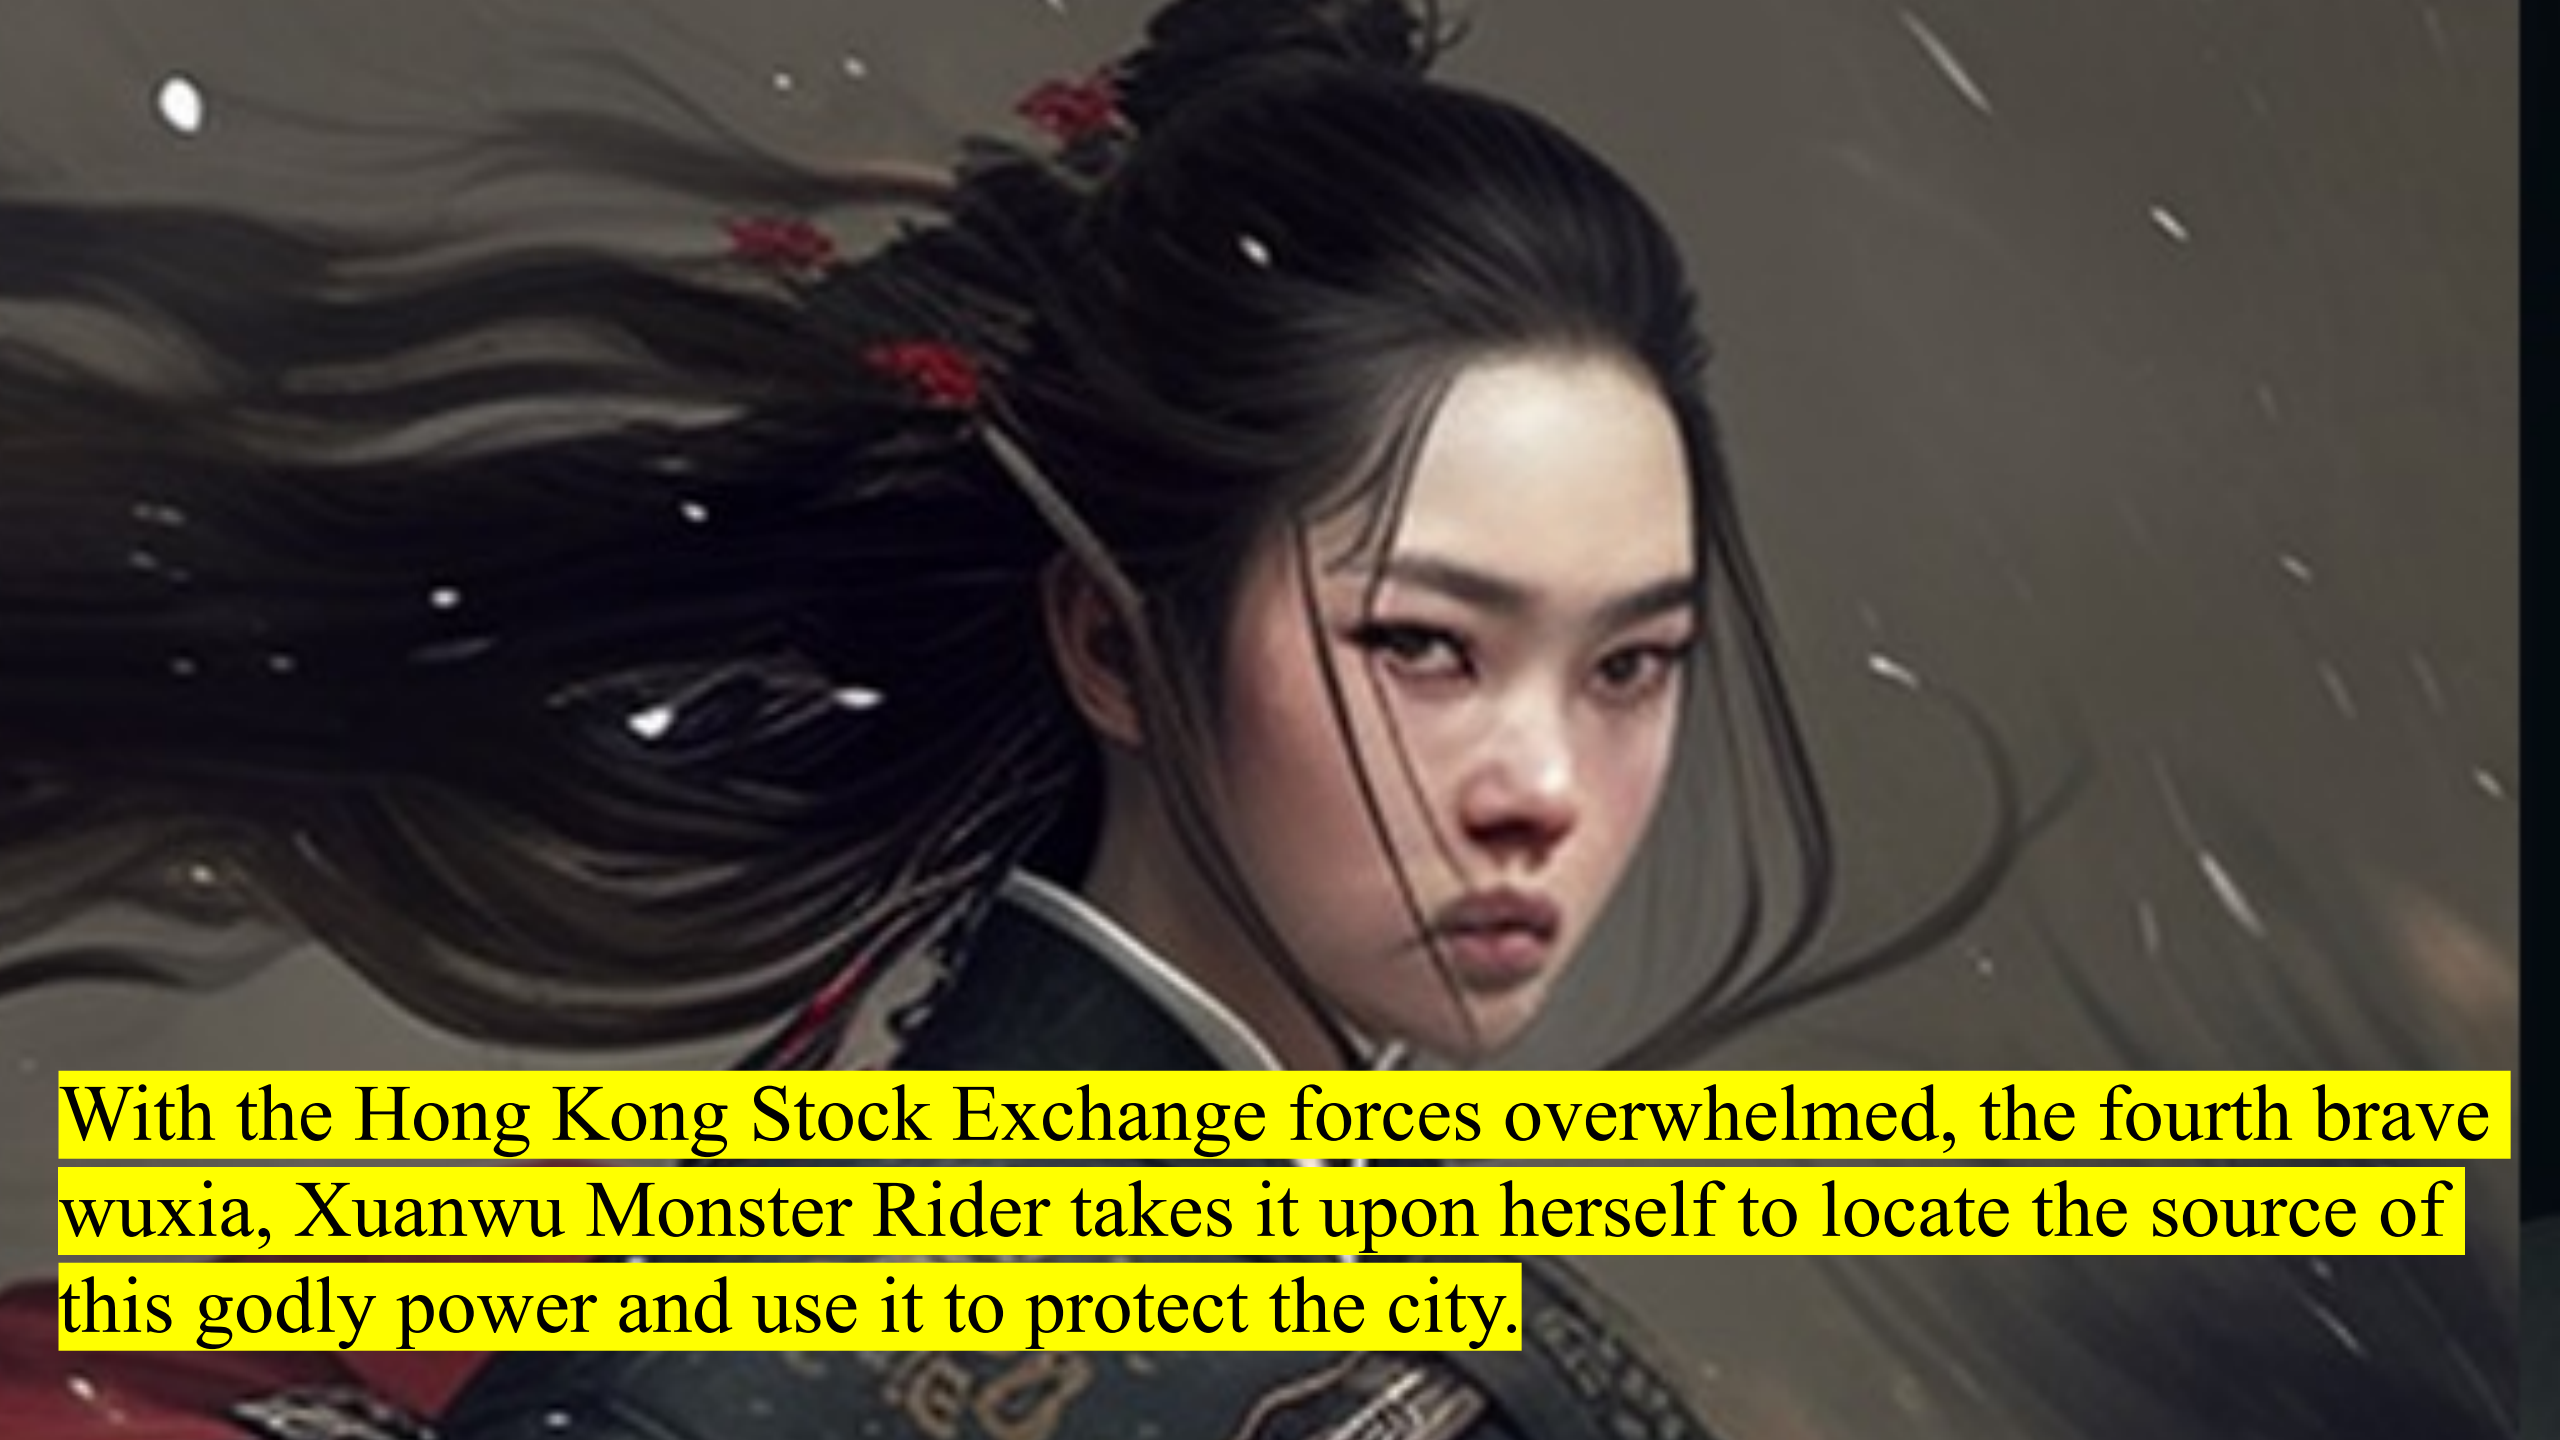 With the Hong Kong Stock Exchange forces overwhelmed, the fourth brave
wuxia, Xuanwu Monster Rider takes it upon herself to locate the source of
this godly power and use it to protect the city.